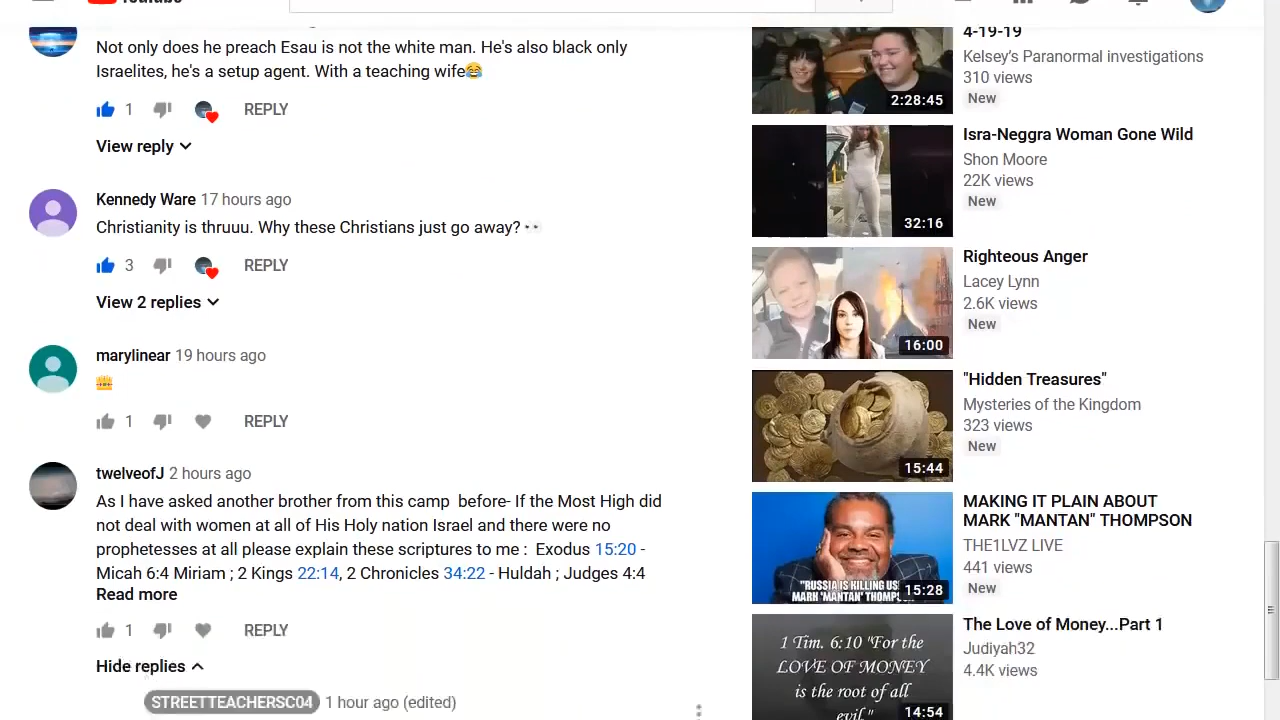 Not only does he preach Esau is not the white man. He's also black only
Israelites, he's a setup agent. With a teaching wife😂
1 REPLY
View reply
Kennedy Ware 17 hours ago
Christianity is thruuu. Why these Christians just go away? 👀
3 REPLY
View 2 replies
marylinear 19 hours ago
1 REPLY
twelveofJ 2 hours ago
As I have asked another brother from this camp before- If the Most High did
not deal with women at all of His Holy nation Israel and there were no
prophetesses at all please explain these scriptures to me : Exodus 15:20 -
Micah 6:4 Miriam ; 2 Kings 22:14, 2 Chronicles 34:22 - Huldah ; Judges 4:4
Read more
1 REPLY
Hide replies
STREETTEACHERSC04 1 hour ago (edited)
4-19-19
Kelsey's Paranormal investigations
310 views
New
2:28:45
Isra-Neggra Woman Gone Wild
Shon Moore
22K views
New
32:16
Righteous Anger
Lacey Lynn
2.6K views
New
16:00
"Hidden Treasures"
Mysteries of the Kingdom
323 views
New
15:44
MAKING IT PLAIN ABOUT
MARK "MANTAN" THOMPSON
THE1LVZ LIVE
441 views
New
"RUSSIA IS KILLING US
MARK "MANTAN" THOMP
15:28
The Love of Money...Part 1
Judiyah32
4.4K views
1 Tim. 6:10 "For the
LOVE OF MONEY
is the root of all
evil."
14:54